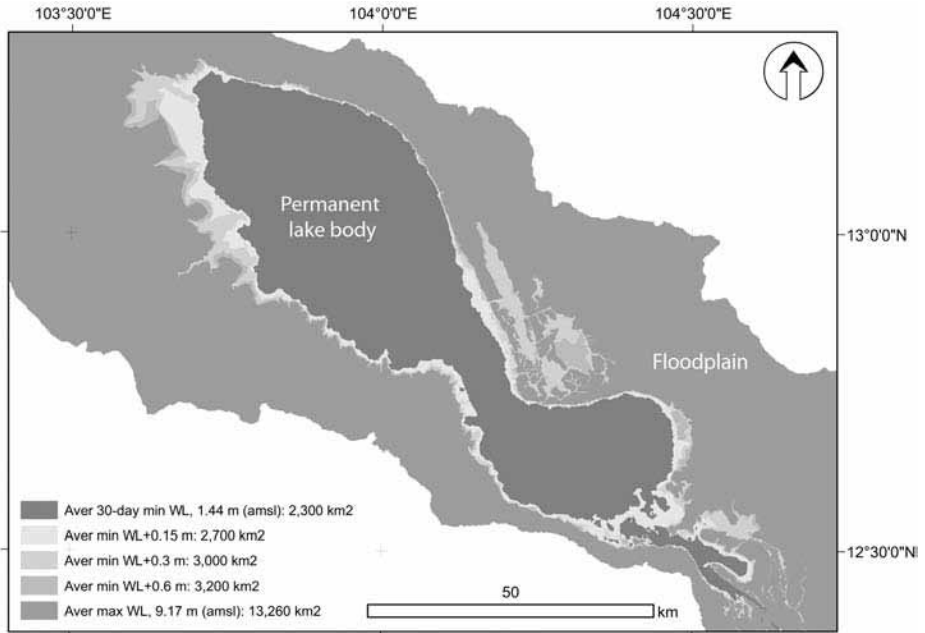 103°30'0"E 104°0'0"E 104°30'0"E
Permanent
lake body
13°0'0"N
Floodplain
Aver 30-day min WL, 1.44 m (amsl): 2,300 km2
Aver min WL+0.15 m: 2,700 km2
Aver min WL+0.3 m: 3,000 km2
12°30'0"N
Aver min WL+0.6 m: 3,200 km2
50
Aver max WL, 9.17 m (amsl): 13,260 km2
km